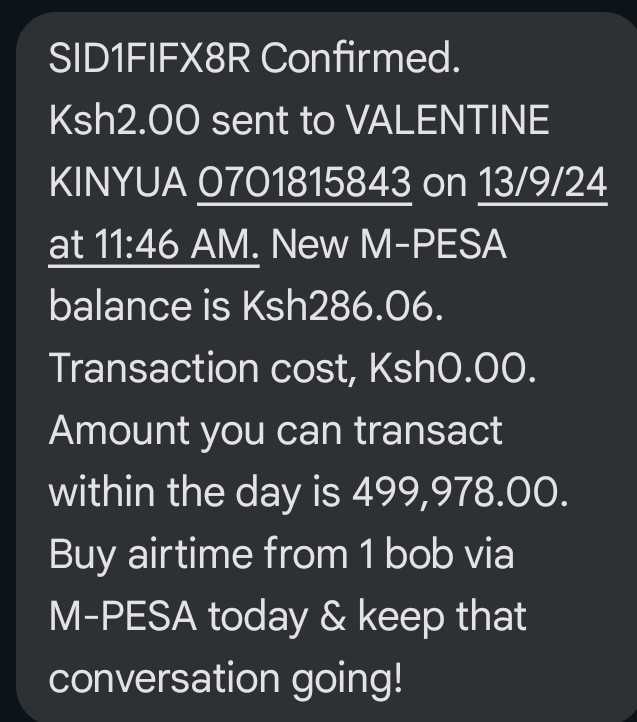 SID1FIFX8R Confirmed.
Ksh2.00 sent to VALENTINE
KINYUA 0701815843 on 13/9/24
at 11:46 AM. New M-PESA
balance is Ksh286.06.
Transaction cost, Ksh0.00.
Amount you can transact
within the day is 499,978.00.
Buy airtime from 1 bob via
M-PESA today & keep that
conversation going!